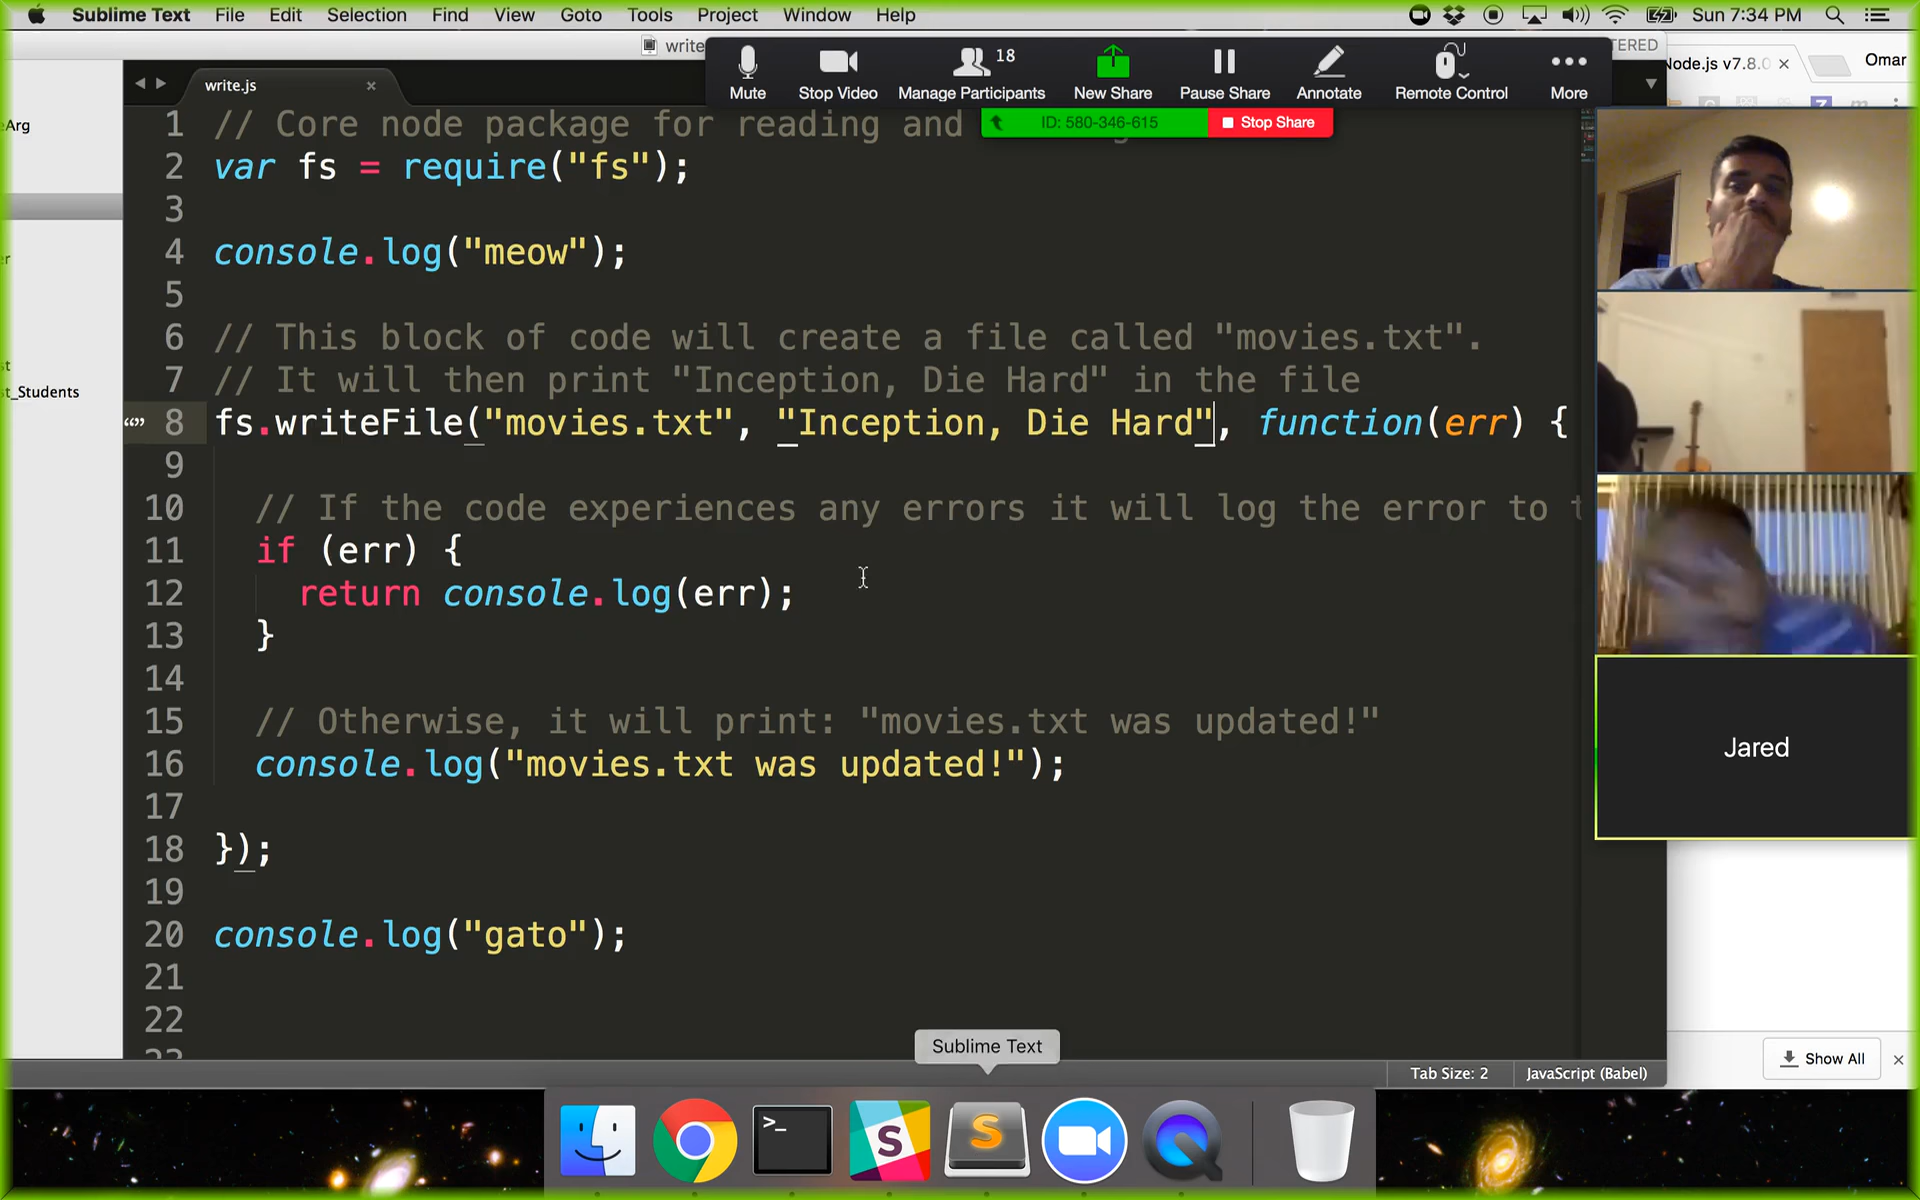 Sublime Text File Edit Selection Find View Goto Tools Project Window Help
Sun 7:34 PM
write
TERED
Node.js v7.8.0
Omar
Mute Stop Video Manage Participants 18 New Share Pause Share Annotate Remote Control More
ID: 580-346-615 Stop Share
write.js
Arg
_Students
1 // Core node package for reading and
2 var fs = require("fs");
3
4 console.log("meow");
5
6 // This block of code will create a file called "movies.txt".
7 // It will then print "Inception, Die Hard" in the file
8 fs.writeFile("movies.txt", "Inception, Die Hard", function(err) {
9
10 // If the code experiences any errors it will log the error to
11 if (err) {
12 return console.log(err);
13 }
14
15 // Otherwise, it will print: "movies.txt was updated!"
16 console.log("movies.txt was updated!");
17
18 });
19
20 console.log("gato");
21
22
Jared
Sublime Text
Show All
Tab Size: 2 JavaScript (Babel)